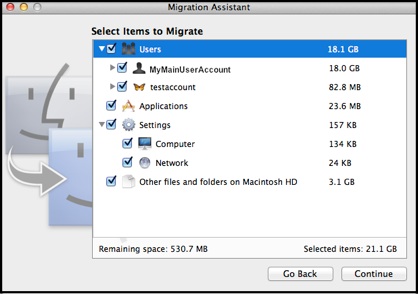 Migration Assistant
Select Items to Migrate
Users 18.1 GB
MyMainUserAccount 18.0 GB
testaccount 82.8 MB
Applications 23.6 MB
Settings 157 KB
Computer 134 KB
Network 24 KB
Other files and folders on Macintosh HD 3.1 GB
Remaining space: 530.7 MB Selected items: 21.1 GB
Go Back Continue